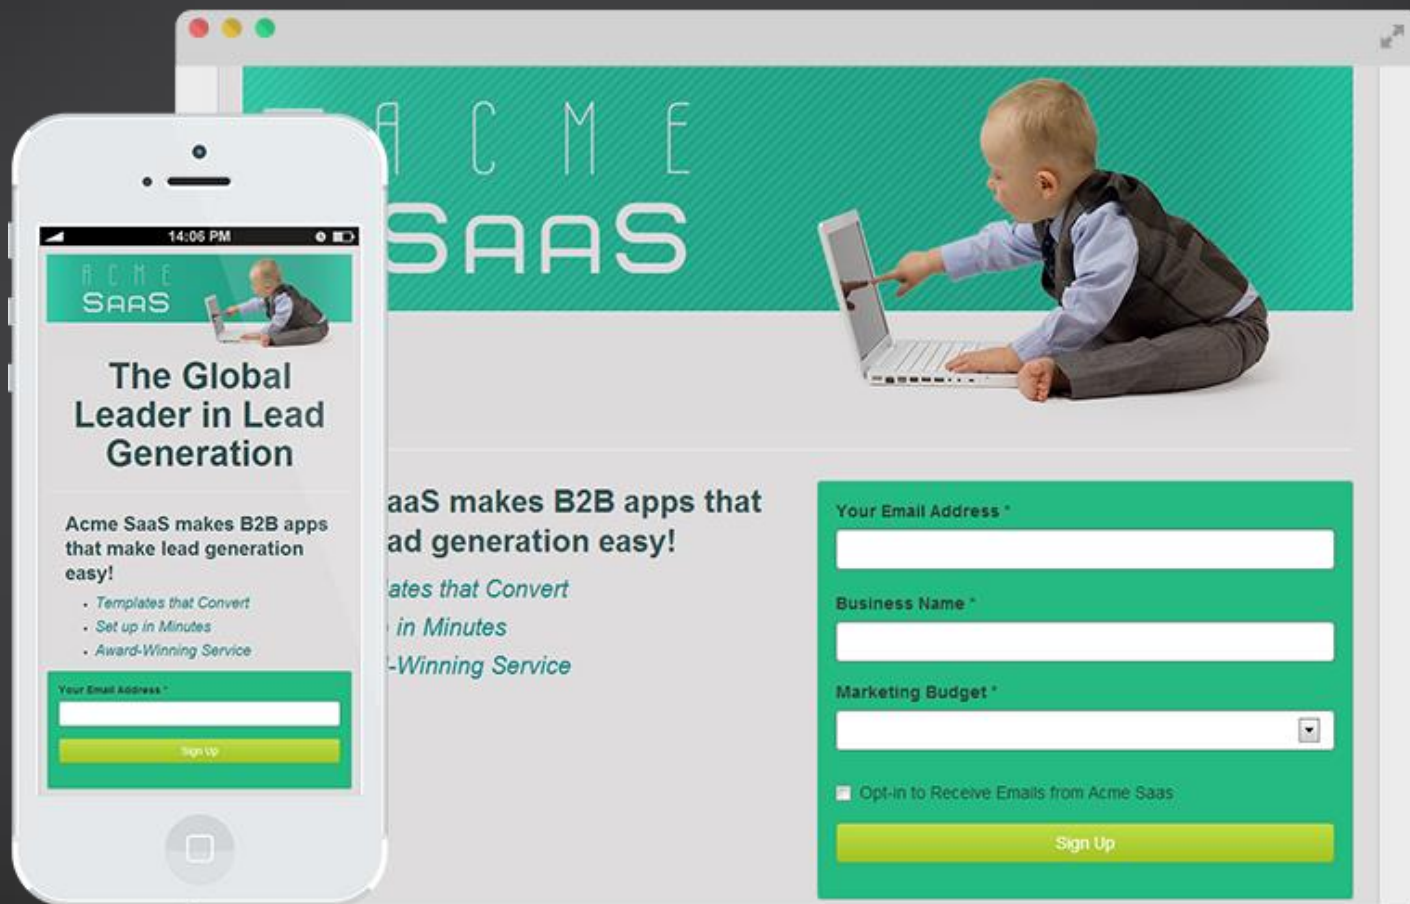 14:06 PM
ACME
SAAS
The Global
Leader in Lead
Generation
Acme SaaS makes B2B apps
that make lead generation
easy!
• Templates that Convert
• Set up in Minutes
• Award-Winning Service
Your Email Address *
Sign Up
ACME
SAAS
aaS makes B2B apps that
ad generation easy!
ates that Convert
in Minutes
-Winning Service
Your Email Address *
Business Name *
Marketing Budget *
Opt-in to Receive Emails from Acme Saas
Sign Up